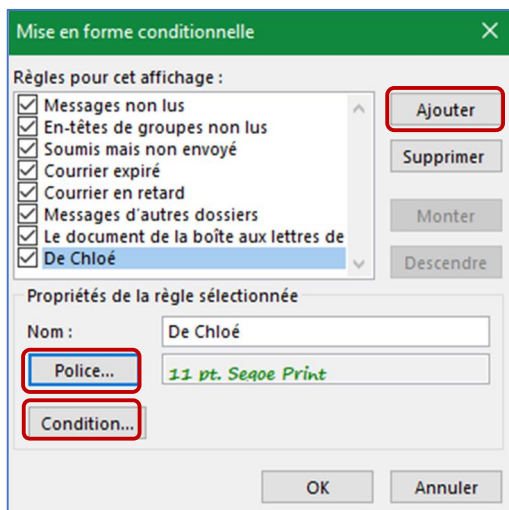 Mise en forme conditionnelle
Règles pour cet affichage :
Messages non lus
En-têtes de groupes non lus
Soumis mais non envoyé
Courrier expiré
Courrier en retard
Messages d'autres dossiers
Le document de la boîte aux lettres de
De Chloé
Ajouter
Supprimer
Monter
Descendre
Propriétés de la règle sélectionnée
Nom : De Chloé
Police... 11 pt. Segoe Print
Condition...
OK Annuler